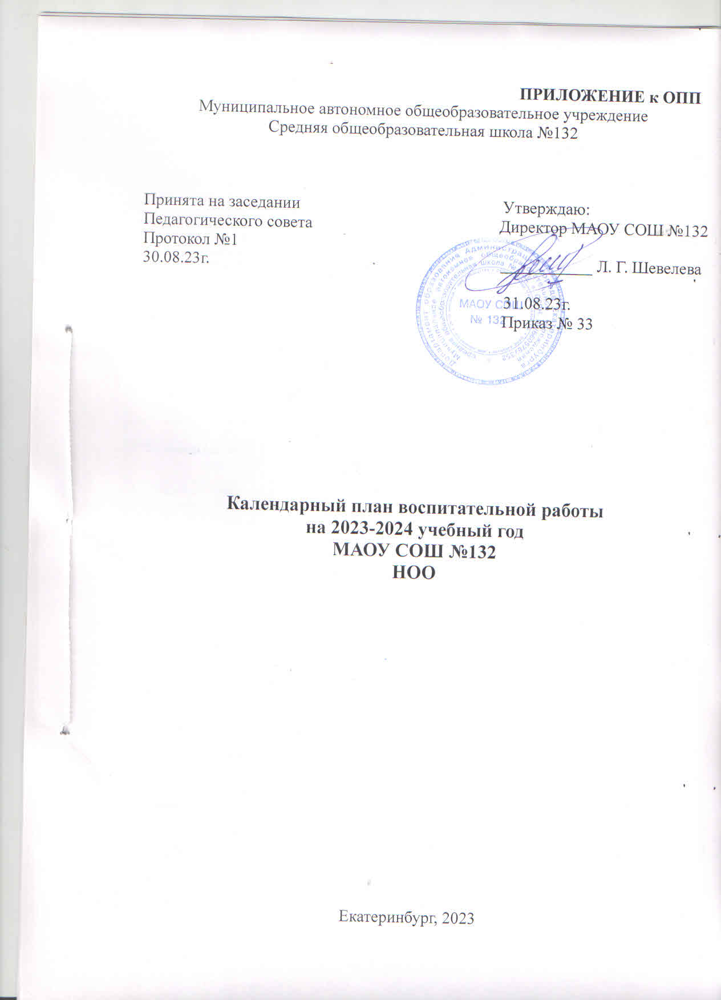 ПРИЛОЖЕНИЕ к ОПП
Муниципальное автономное общеобразовательное учреждение
Средняя общеобразовательная школа №132
Принята на заседании
Педагогического совета
Протокол №1
30.08.23г.
Утверждаю:
Директор МАОУ СОШ №132
Л. Г. Шевелева
31.08.23г.
Приказ № 33
МАОУ СОШ
№ 132
Календарный план воспитательной работы
на 2023-2024 учебный год
МАОУ СОШ №132
НОО
Екатеринбург, 2023